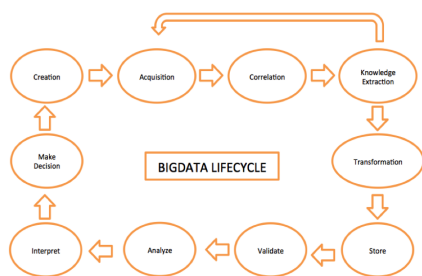 Creation
Acquisition
Correlation
Knowledge
Extraction
Make
Decision
BIGDATA LIFECYCLE
Transformation
Interpret
Analyze
Validate
Store